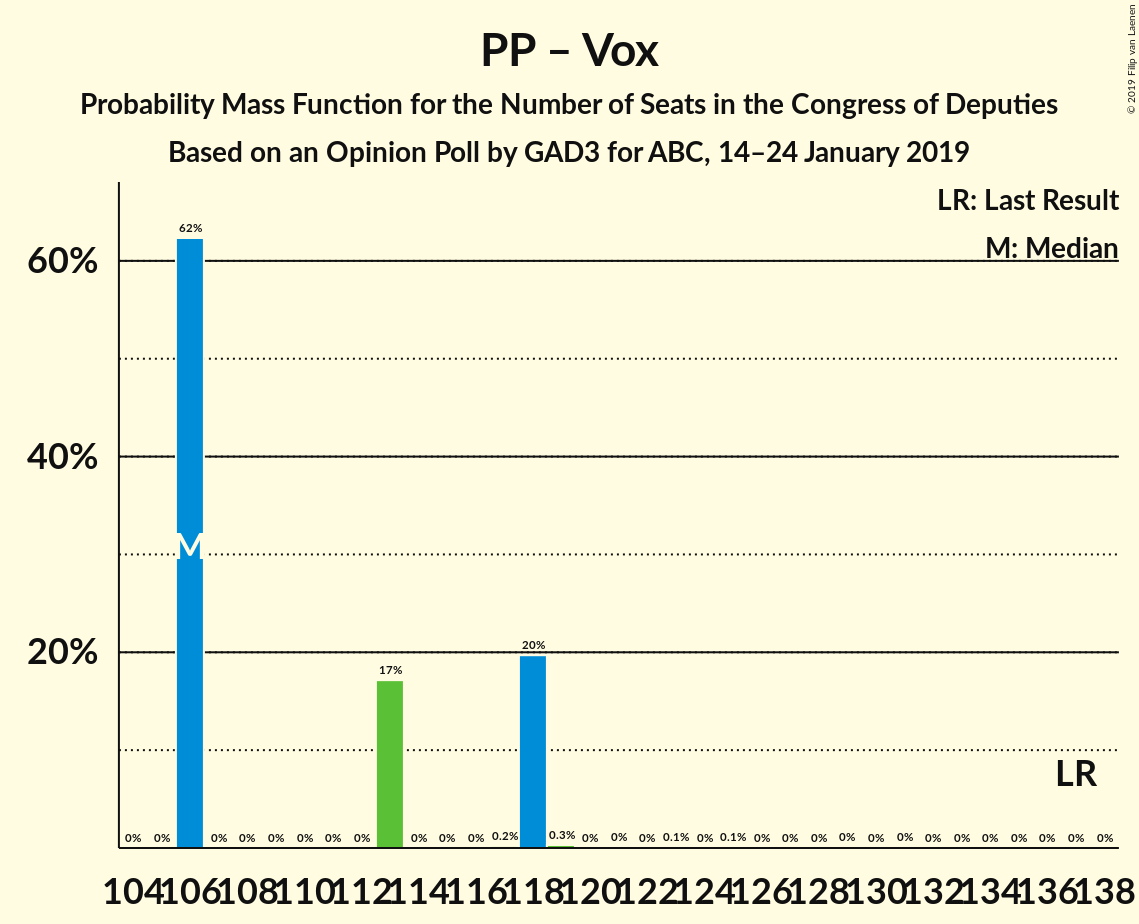 PP – Vox
Probability Mass Function for the Number of Seats in the Congress of Deputies
Based on an Opinion Poll by GAD3 for ABC, 14–24 January 2019
© 2019 Filip van Laenen
LR: Last Result
M: Median
60%
40%
20%
62%
M
17%
20%
LR
0% 0% 0% 0% 0% 0% 0% 0% 0% 0% 0% 0.2% 0.3% 0% 0% 0% 0.1% 0% 0.1% 0% 0% 0% 0% 0% 0% 0% 0% 0% 0% 0% 0% 0%
104 106 108 110 112 114 116 118 120 122 124 126 128 130 132 134 136 138